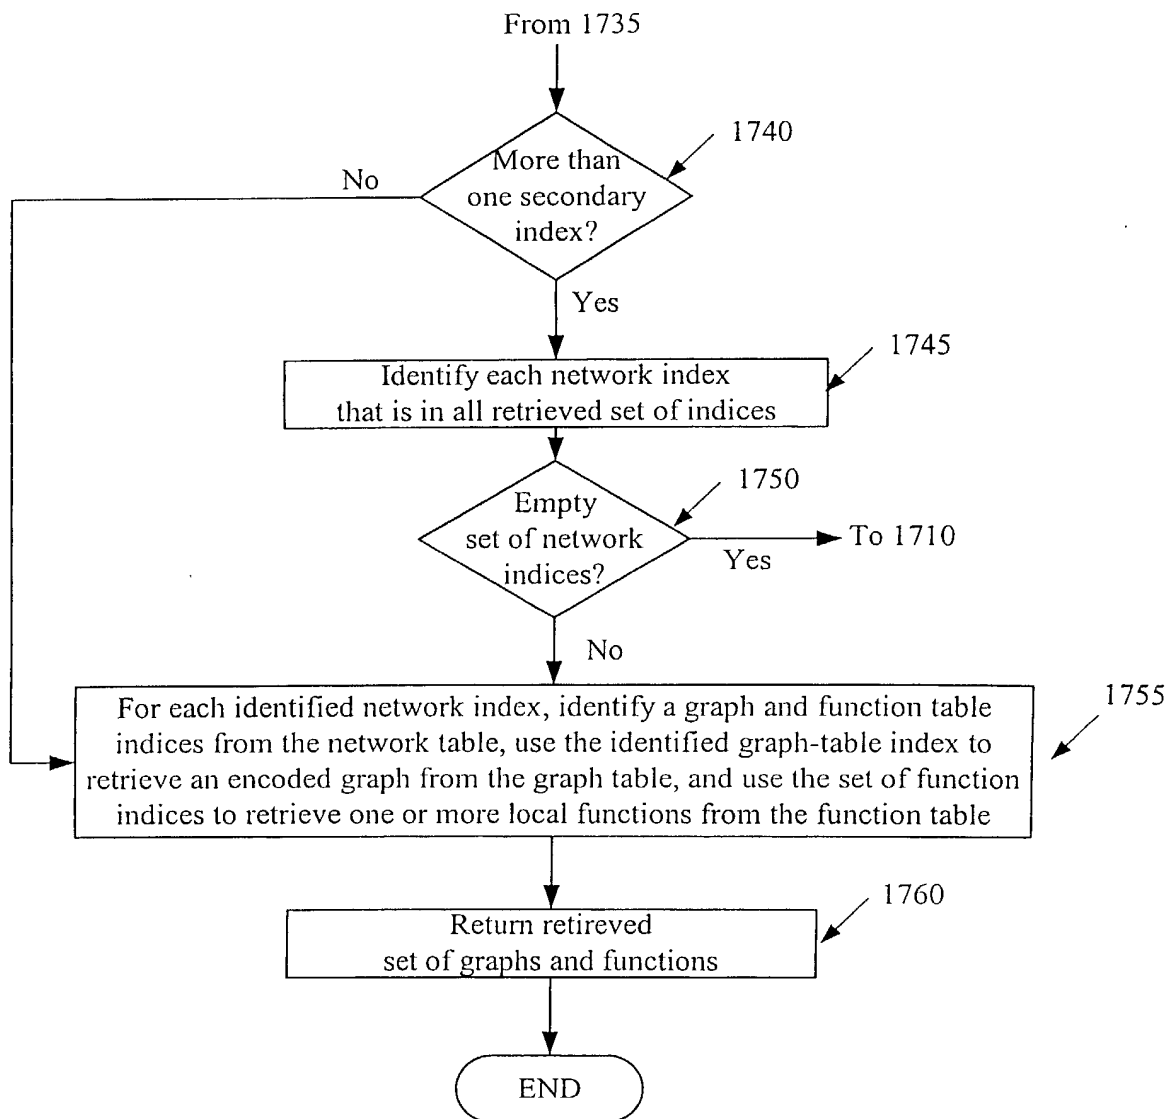 From 1735
1740
More than
one secondary
index?
No
Yes
1745
Identify each network index
that is in all retrieved set of indices
1750
Empty
set of network
indices?
To 1710
Yes
No
1755
For each identified network index, identify a graph and function table
indices from the network table, use the identified graph-table index to
retrieve an encoded graph from the graph table, and use the set of function
indices to retrieve one or more local functions from the function table
1760
Return retireved
set of graphs and functions
END